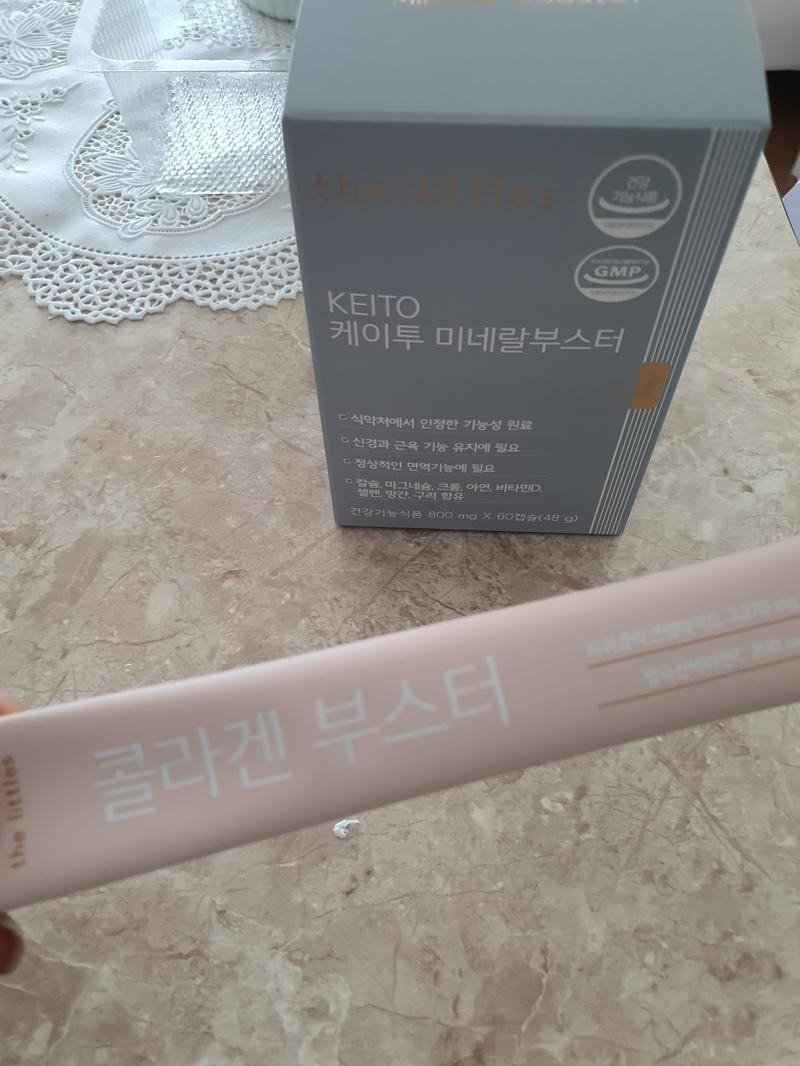 Booster
the littles
건강
기능식품
GMP
KEITO
케이투 미네랄부스터
식약처에서 인정한 기능성 원료
신경과 근육 기능 유지에 필요
정상적인 면역기능에 필요
칼슘, 마그네슘, 크롬, 아연, 비타민D,
셀렌, 망간, 구리 함유
건강기능식품 800 mg X 60캡슐(48 g)
콜라겐 부스터
the littles
3,270 mg
200